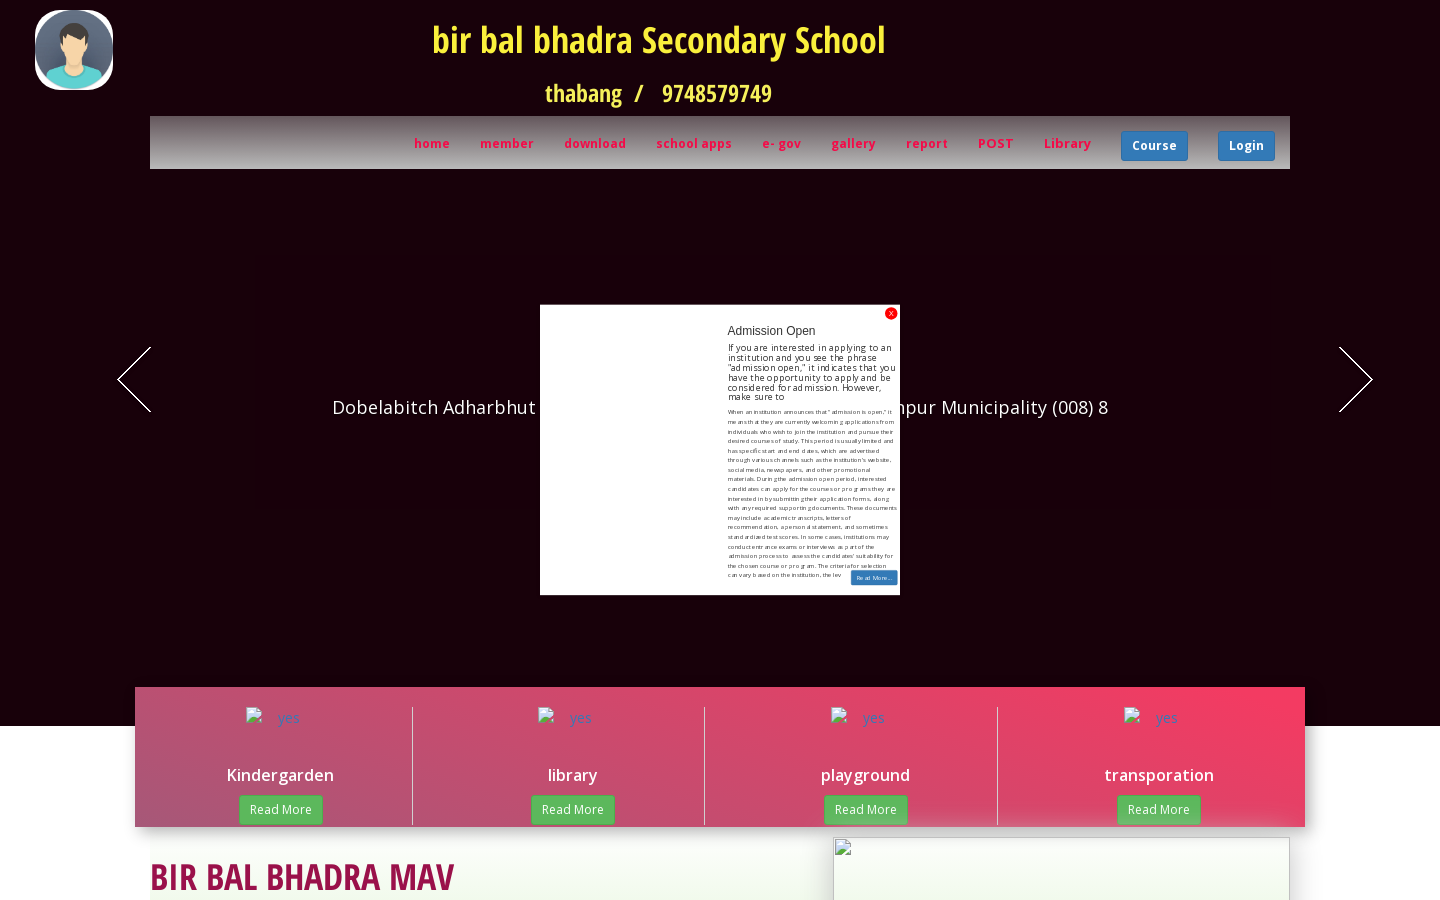 bir bal bhadra Secondary School
thabang / 9748579749
home member download school apps e- gov gallery report POST Library Course Login
X
Admission Open
If you are interested in applying to an
institution and you see the phrase
"admission open," it indicates that you
have the opportunity to apply and be
considered for admission. However,
make sure to
When an institution announces that "admission is open," it
means that they are currently welcoming applications from
individuals who wish to join the institution and pursue their
desired courses of study. This period is usually limited and
has specific start and end dates, which are advertised
through various channels such as the institution's website,
social media, newspapers, and other promotional
materials. During the admission open period, interested
candidates can apply for the courses or programs they are
interested in by submitting their application forms, along
with any required supporting documents. These documents
may include academic transcripts, letters of
recommendation, a personal statement, and sometimes
standardized test scores. In some cases, institutions may
conduct entrance exams or interviews as part of the
admission process to assess the candidates' suitability for
the chosen course or program. The criteria for selection
can vary based on the institution, the lev
Read More...
Dobelabitch Adharbhut npur Municipality (008) 8
yes yes yes yes
Kindergarden library playground transporation
Read More Read More Read More Read More
BIR BAL BHADRA MAV